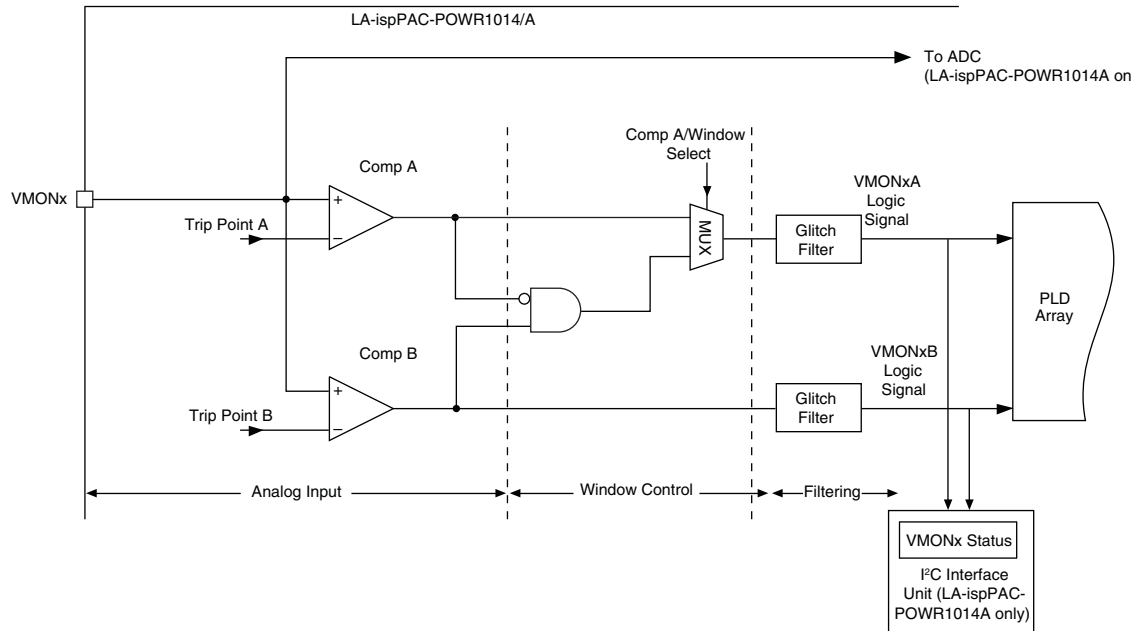 LA-ispPAC-POWR1014/A
To ADC
(LA-ispPAC-POWR1014A on
Comp A/Window
Select
Comp A
VMONx
+
–
Trip Point A
MUX
VMONxA
Logic
Signal
Glitch
Filter
PLD
Array
Comp B
+
–
Trip Point B
VMONxB
Logic
Signal
Glitch
Filter
Analog Input
Window Control
Filtering
VMONx Status
I²C Interface
Unit (LA-ispPAC-
POWR1014A only)